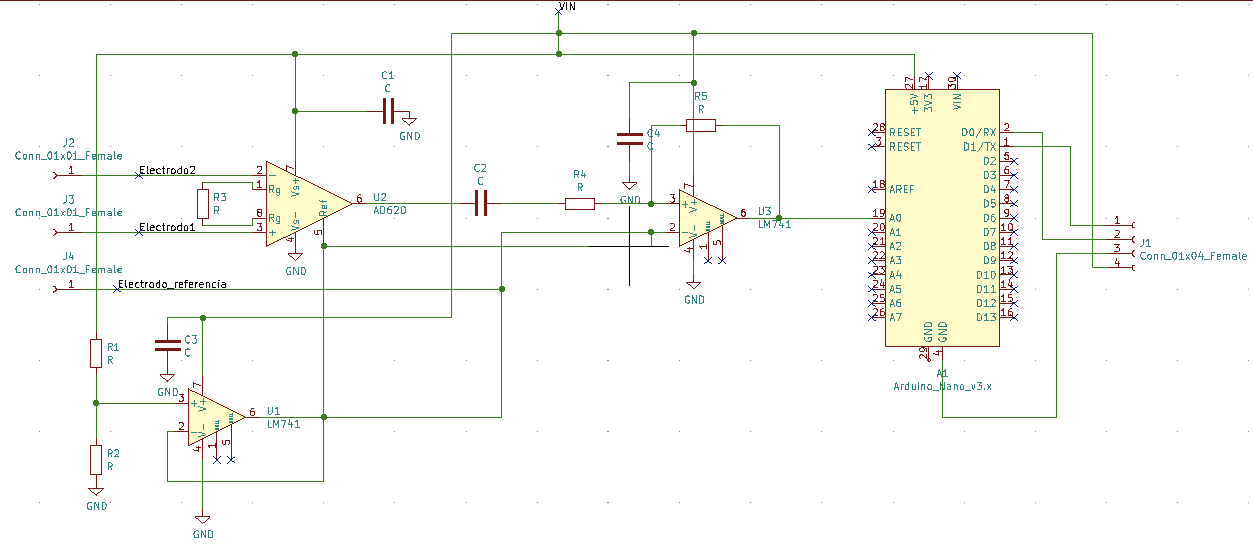 VIN
C1
C
GND
J2
Conn_01x01_Female
1
Electrodo2
J3
Conn_01x01_Female
1
Electrodo1
J4
Conn_01x01_Female
1
Electrodo_referencia
R3
R
2
1
8
3
-
Rg
Rg
+
7
Vs+
Vs-
4
Ref
5
6
U2
AD620
GND
C2
C
R4
R
C4
C
GND
R5
R
3
2
+
-
7
V+
V-
4
1
5
6
U3
LM741
GND
27
+5V
17
3V3
30
VIN
28
RESET
3
RESET
18
AREF
19
A0
20
A1
21
A2
22
A3
23
A4
24
A5
25
A6
26
A7
D0/RX
2
D1/TX
1
D2
5
D3
6
D4
7
D5
8
D6
9
D7
10
D8
11
D9
12
D10
13
D11
14
D12
15
D13
16
GND
29
GND
4
A1
Arduino_Nano_v3.x
1
2
3
4
J1
Conn_01x04_Female
R1
R
R2
R
GND
C3
C
GND
3
2
+
-
7
V+
V-
4
1
5
6
U1
LM741
GND